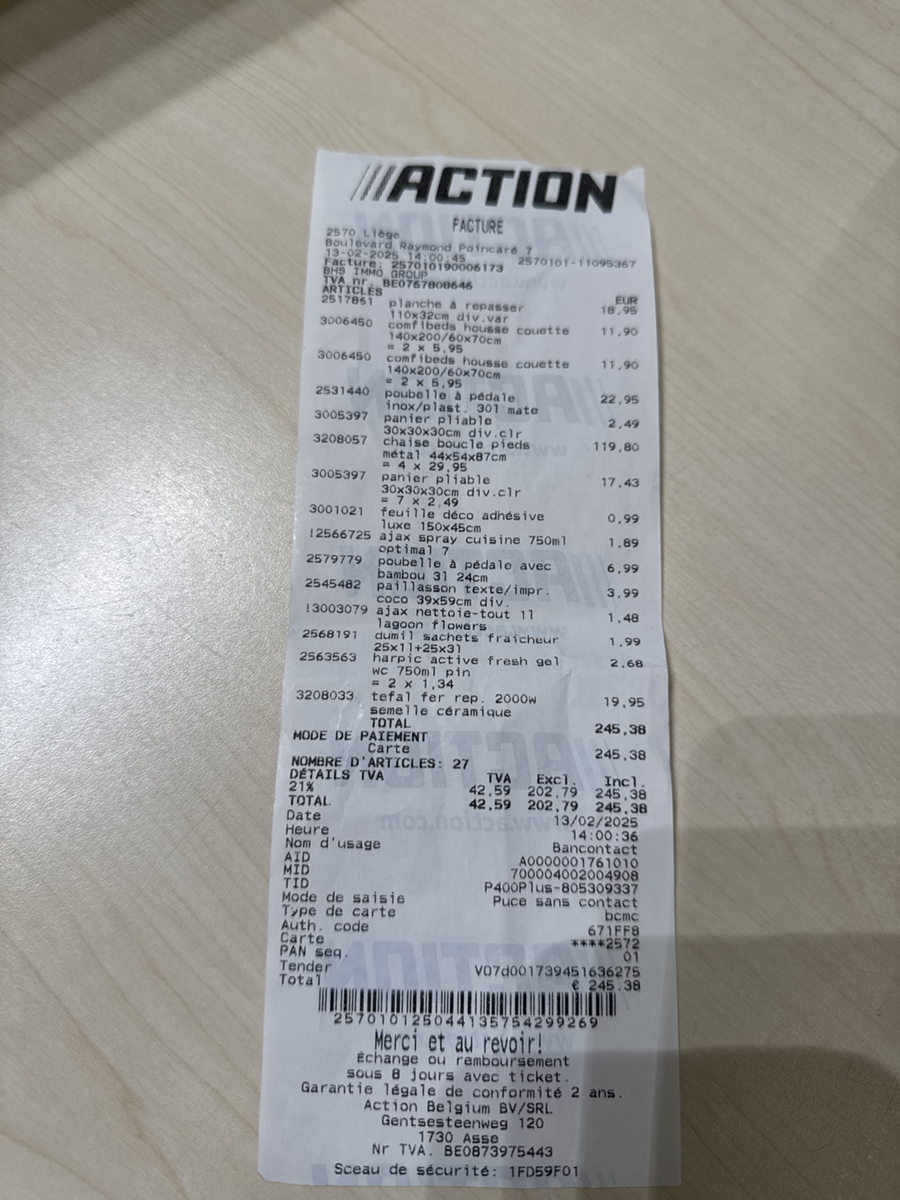 ///ACTION
FACTURE
2570 Liège
Boulevard Raymond Poincaré 7
13-02-2025 14:00:45 2570101-11095367
Facture: 257010190006173
BHS IMMO GROUP
TVA nr. BE0767808646
ARTICLES EUR
2517861 planche à repasser 18,95
110x32cm div.var
3006450 comfibeds housse couette 11,90
140x200/60x70cm
= 2 x 5,95
3006450 comfibeds housse couette 11,90
140x200/60x70cm
= 2 x 5,95
2531440 poubelle à pédale 22,95
inox/plast. 30l mate
3005397 panier pliable 2,49
30x30x30cm div.clr
3208057 chaise boucle pieds 119,80
métal 44x54x87cm
= 4 x 29,95
3005397 panier pliable 17,43
30x30x30cm div.clr
= 7 x 2,49
3001021 feuille déco adhésive 0,99
luxe 150x45cm
!2566725 ajax spray cuisine 750ml 1,89
optimal 7
2579779 poubelle à pédale avec 6,99
bambou 3l 24cm
2545482 paillasson texte/impr. 3,99
coco 39x59cm div.
!3003079 ajax nettoie-tout 1l 1,48
lagoon flowers
2568191 dumil sachets fraîcheur 1,99
25x1l+25x3l
2563563 harpic active fresh gel 2,68
wc 750ml pin
= 2 x 1,34
3208033 tefal fer rep. 2000w 19,95
semelle céramique
TOTAL 245,38
MODE DE PAIEMENT
Carte 245,38
NOMBRE D'ARTICLES: 27
DÉTAILS TVA TVA Excl. Incl.
21% 42,59 202,79 245,38
TOTAL 42,59 202,79 245,38
Date 13/02/2025
Heure 14:00:36
Nom d'usage Bancontact
AID A0000001761010
MID 700004002004908
TID P400Plus-805309337
Mode de saisie Puce sans contact
Type de carte bcmc
Auth. code 671FF8
Carte ****2572
PAN seq. 01
Tender V07d001739451636275
Total € 245.38
257010125044135754299269
Merci et au revoir!
Échange ou remboursement
sous 8 jours avec ticket.
Garantie légale de conformité 2 ans.
Action Belgium BV/SRL
Gentsesteenweg 120
1730 Asse
Nr TVA. BE0873975443
Sceau de sécurité: 1FD59F01